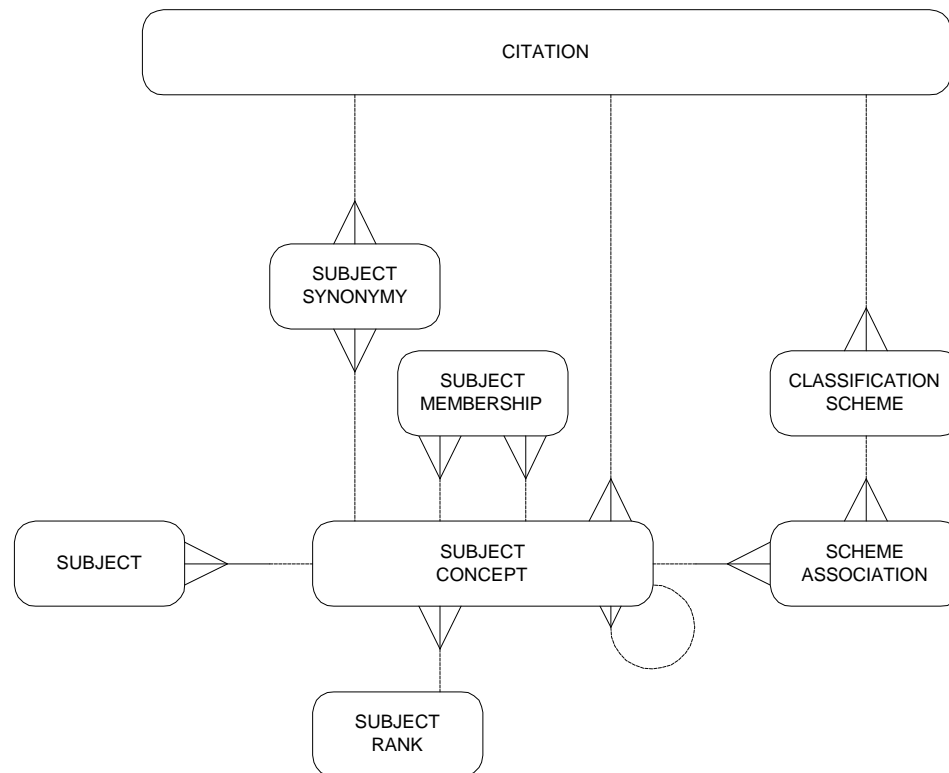 CITATION
SUBJECT
SYNONYMY
SUBJECT
MEMBERSHIP
CLASSIFICATION
SCHEME
SUBJECT
SUBJECT
CONCEPT
SCHEME
ASSOCIATION
SUBJECT
RANK